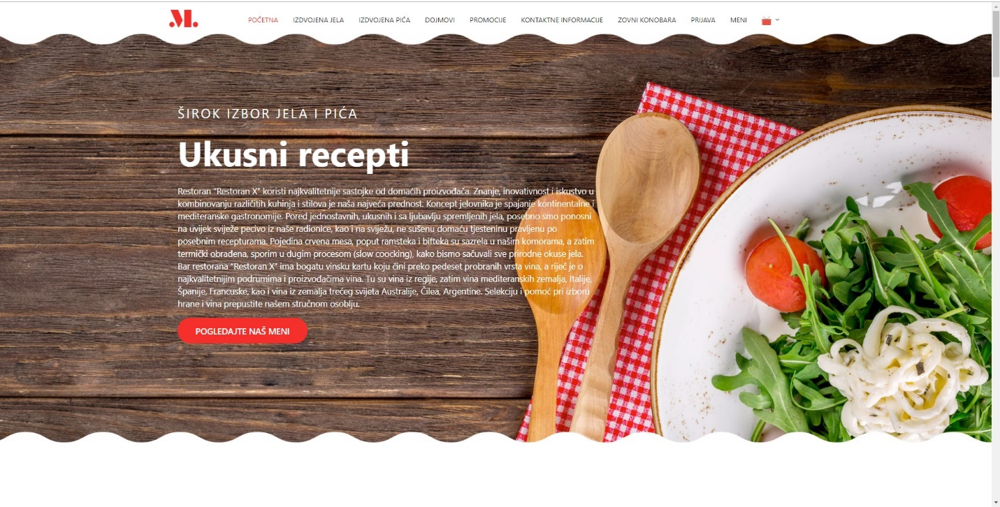 M.
POČETNA IZDVOJENA JELA IZDVOJENA PIĆA DOJMOVI PROMOCIJE KONTAKTNE INFORMACIJE ZOVNI KONOBARA PRIJAVA MENI
ŠIROK IZBOR JELA I PIĆA
Ukusni recepti
Restoran "Restoran X" koristi najkvalitetnije sastojke od domaćih proizvođača. Znanje, inovativnost i iskustvo u
kombinovanju različitih kuhinja i stilova je naša najveća prednost. Koncept jelovnika je spajanje kontinentalne i
mediteranske gastronomije. Pored jednostavnih, ukusnih i sa ljubavlju spremljenih jela, posebno smo ponosni
na uvijek svježe pecivo iz naše radionice, kao i na svježu, ne sušenu domaću tjesteninu pravljenu po
posebnim recepturama. Pojedina crvena mesa, poput ramsteka i bifteka su sazrela u našim komorama, a zatim
termički obrađena, sporim u dugim procesom (slow coocking), kako bismo sačuvali sve prirodne okuse jela.
Bar restorana "Restoran X" ima bogatu vinsku kartu koju čini preko pedeset probranih vrsta vina, a riječ je o
najkvalitetnijim podrumima i proizvođačima vina. Tu su vina iz regije, zatim vina mediteranskih zemalja, Italije,
Španije, Francuske, kao i vina iz zemalja trećeg svijeta Australije, Čilea, Argentine. Selekciju i pomoć pri izboru
hrane i vina prepustite našem stručnom osoblju.
POGLEDAJTE NAŠ MENI